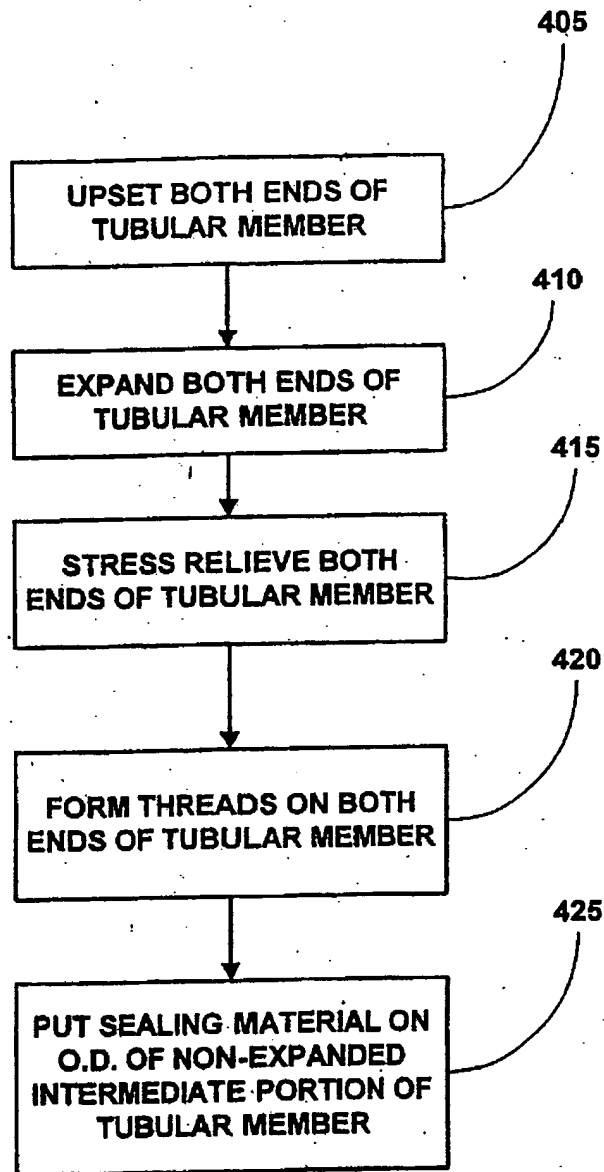 405
UPSET BOTH ENDS OF
TUBULAR MEMBER
410
EXPAND BOTH ENDS OF
TUBULAR MEMBER
415
STRESS RELIEVE BOTH
ENDS OF TUBULAR MEMBER
420
FORM THREADS ON BOTH
ENDS OF TUBULAR MEMBER
425
PUT SEALING MATERIAL ON
O.D. OF NON-EXPANDED
INTERMEDIATE PORTION OF
TUBULAR MEMBER